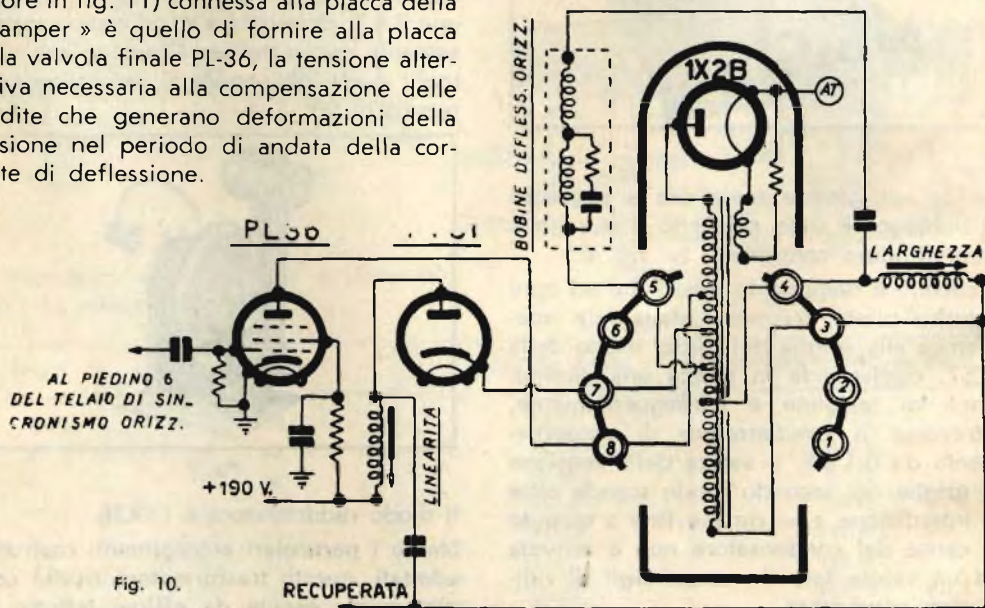 ore in fig. 11) connessa alla placca della
amper » è quello di fornire alla placca
la valvola finale PL-36, la tensione alter-
iva necessaria alla compensazione delle
dite che generano deformazioni della
sione nel periodo di andata della cor-
te di deflessione.
BOBINE DEFLESS. ORIZZ.
1X2B
AT
LARGHEZZA
5
4
6
3
7
2
8
1
AL PIEDINO 6
DEL TELAIO DI SIN-
CRONISMO ORIZZ.
+190 V.
LINEARITÀ
RECUPERATA
Fig. 10.